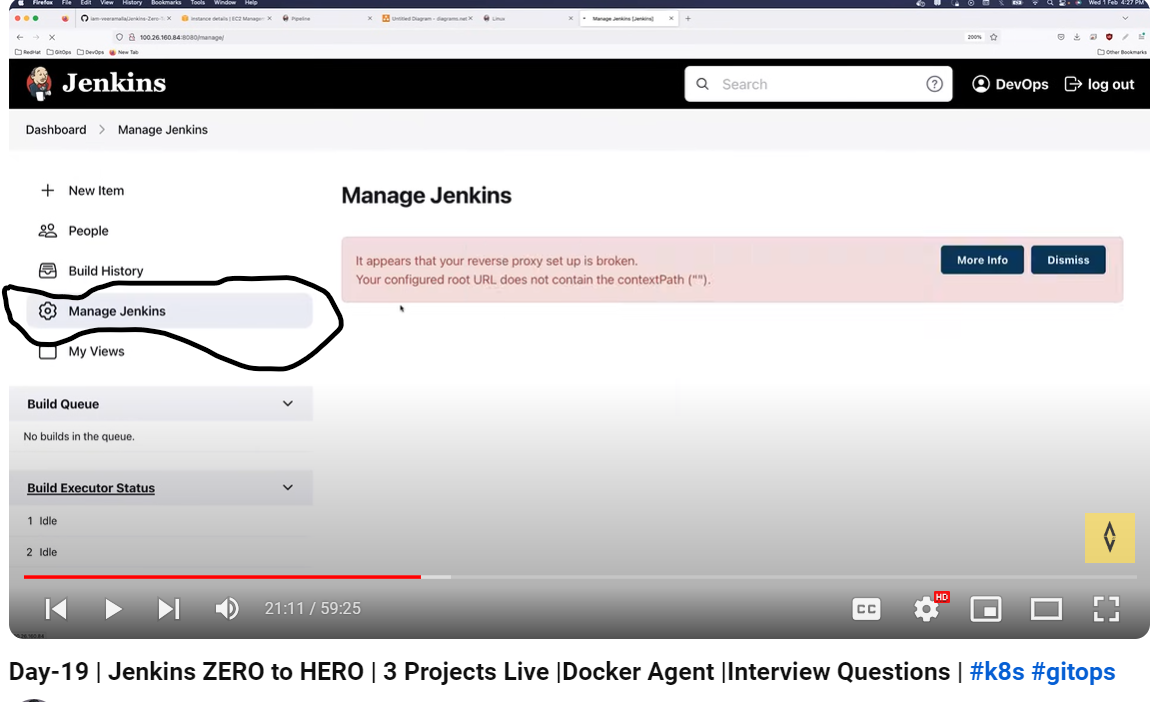 Firefox File Edit View History Bookmarks Tools Window Help
Wed 1 Feb 4:27 PM
iam-veeramalla/Jenkins-Zero-T
Instance details | EC2 Manager
Pipeline
Untitled Diagram - diagrams.net
Linux
Manage Jenkins [Jenkins]
100.26.160.84:8080/manage/
200%
RedHat
GitOps
DevOps
New Tab
Other Bookmarks
Jenkins
Search
DevOps
log out
Dashboard
Manage Jenkins
New Item
People
Build History
Manage Jenkins
My Views
Build Queue
No builds in the queue.
Build Executor Status
1 Idle
2 Idle
Manage Jenkins
It appears that your reverse proxy set up is broken.
Your configured root URL does not contain the contextPath ("").
More Info
Dismiss
21:11 / 59:25
CC
HD
Day-19 | Jenkins ZERO to HERO | 3 Projects Live |Docker Agent |Interview Questions | #k8s #gitops